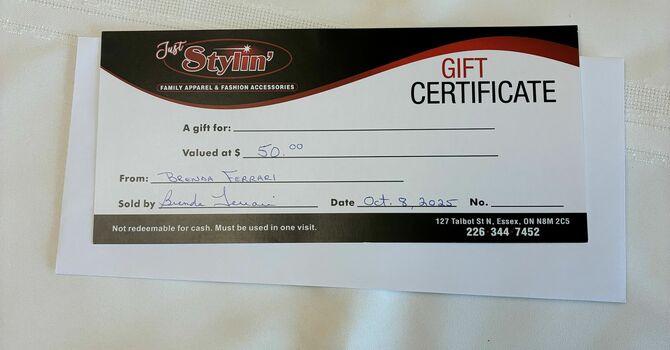 Just
Stylin'
FAMILY APPAREL & FASHION ACCESSORIES
GIFT
CERTIFICATE
A gift for:
Valued at $ 50.00
From: BRENDA FERRARI
Sold by Brenda Ferrari Date Oct. 8, 2025 No.
Not redeemable for cash. Must be used in one visit.
127 Talbot St N, Essex, ON N8M 2C5
226 344 7452